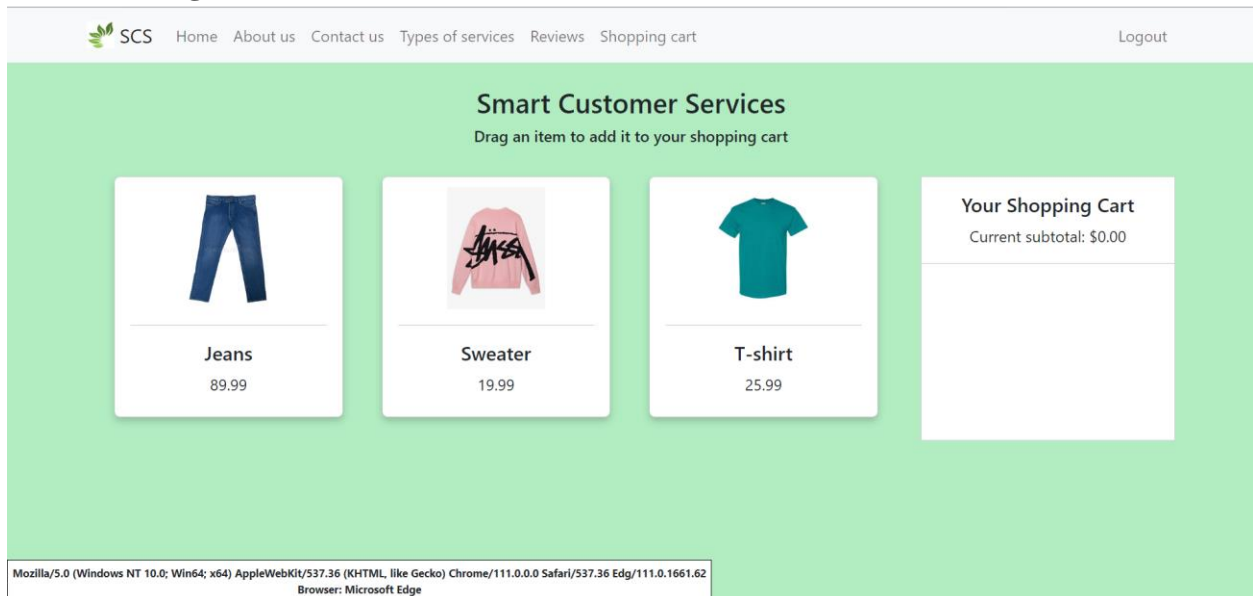 SCS Home About us Contact us Types of services Reviews Shopping cart Logout
Smart Customer Services
Drag an item to add it to your shopping cart
Jeans
89.99
Sweater
19.99
T-shirt
25.99
Your Shopping Cart
Current subtotal: $0.00
Mozilla/5.0 (Windows NT 10.0; Win64; x64) AppleWebKit/537.36 (KHTML, like Gecko) Chrome/111.0.0.0 Safari/537.36 Edg/111.0.1661.62
Browser: Microsoft Edge